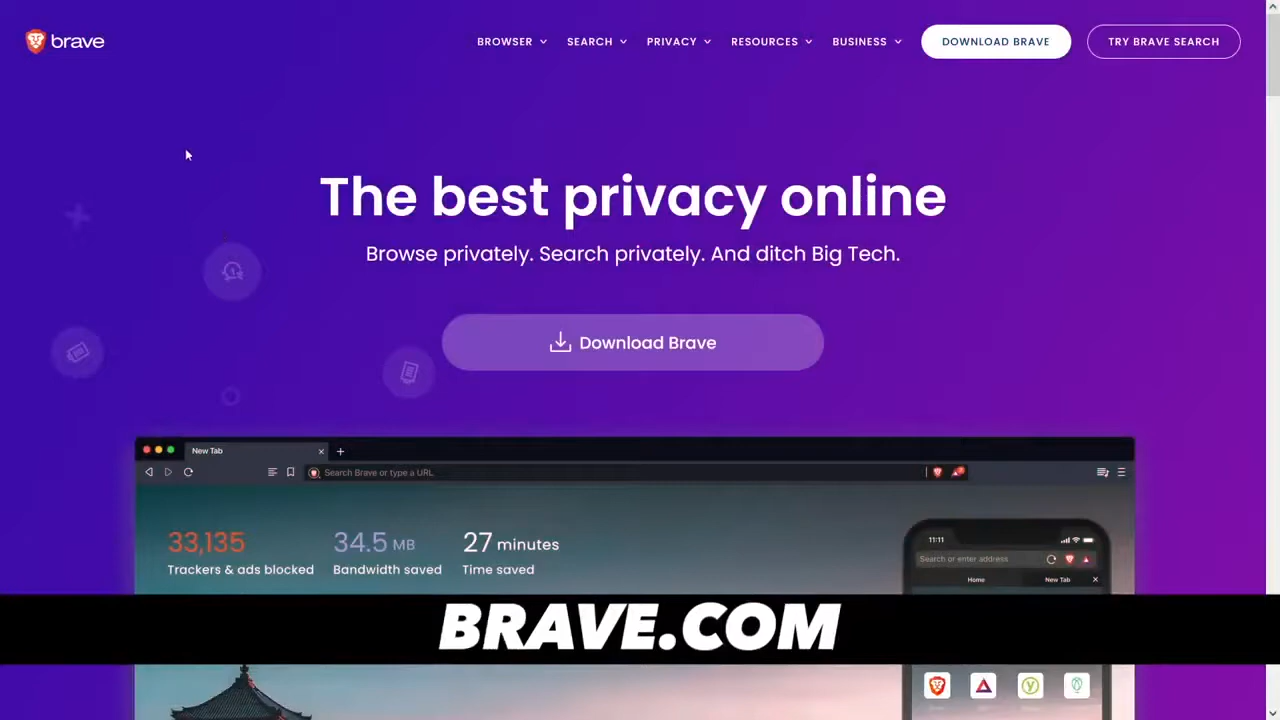 brave
BROWSER
SEARCH
PRIVACY
RESOURCES
BUSINESS
DOWNLOAD BRAVE
TRY BRAVE SEARCH
The best privacy online
Browse privately. Search privately. And ditch Big Tech.
Download Brave
New Tab
Search Brave or type a URL
33,135
Trackers & ads blocked
34.5 MB
Bandwidth saved
27 minutes
Time saved
11:11
Search or enter address
Home
New Tab
BRAVE.COM